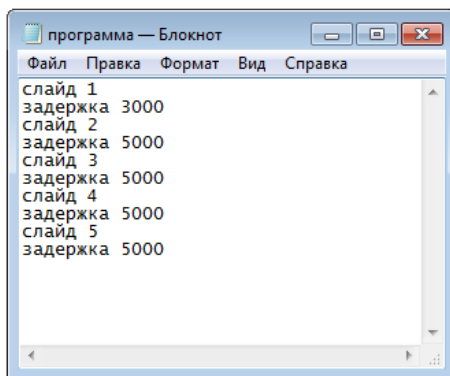 программа — Блокнот
Файл Правка Формат Вид Справка
слайд 1
задержка 3000
слайд 2
задержка 5000
слайд 3
задержка 5000
слайд 4
задержка 5000
слайд 5
задержка 5000